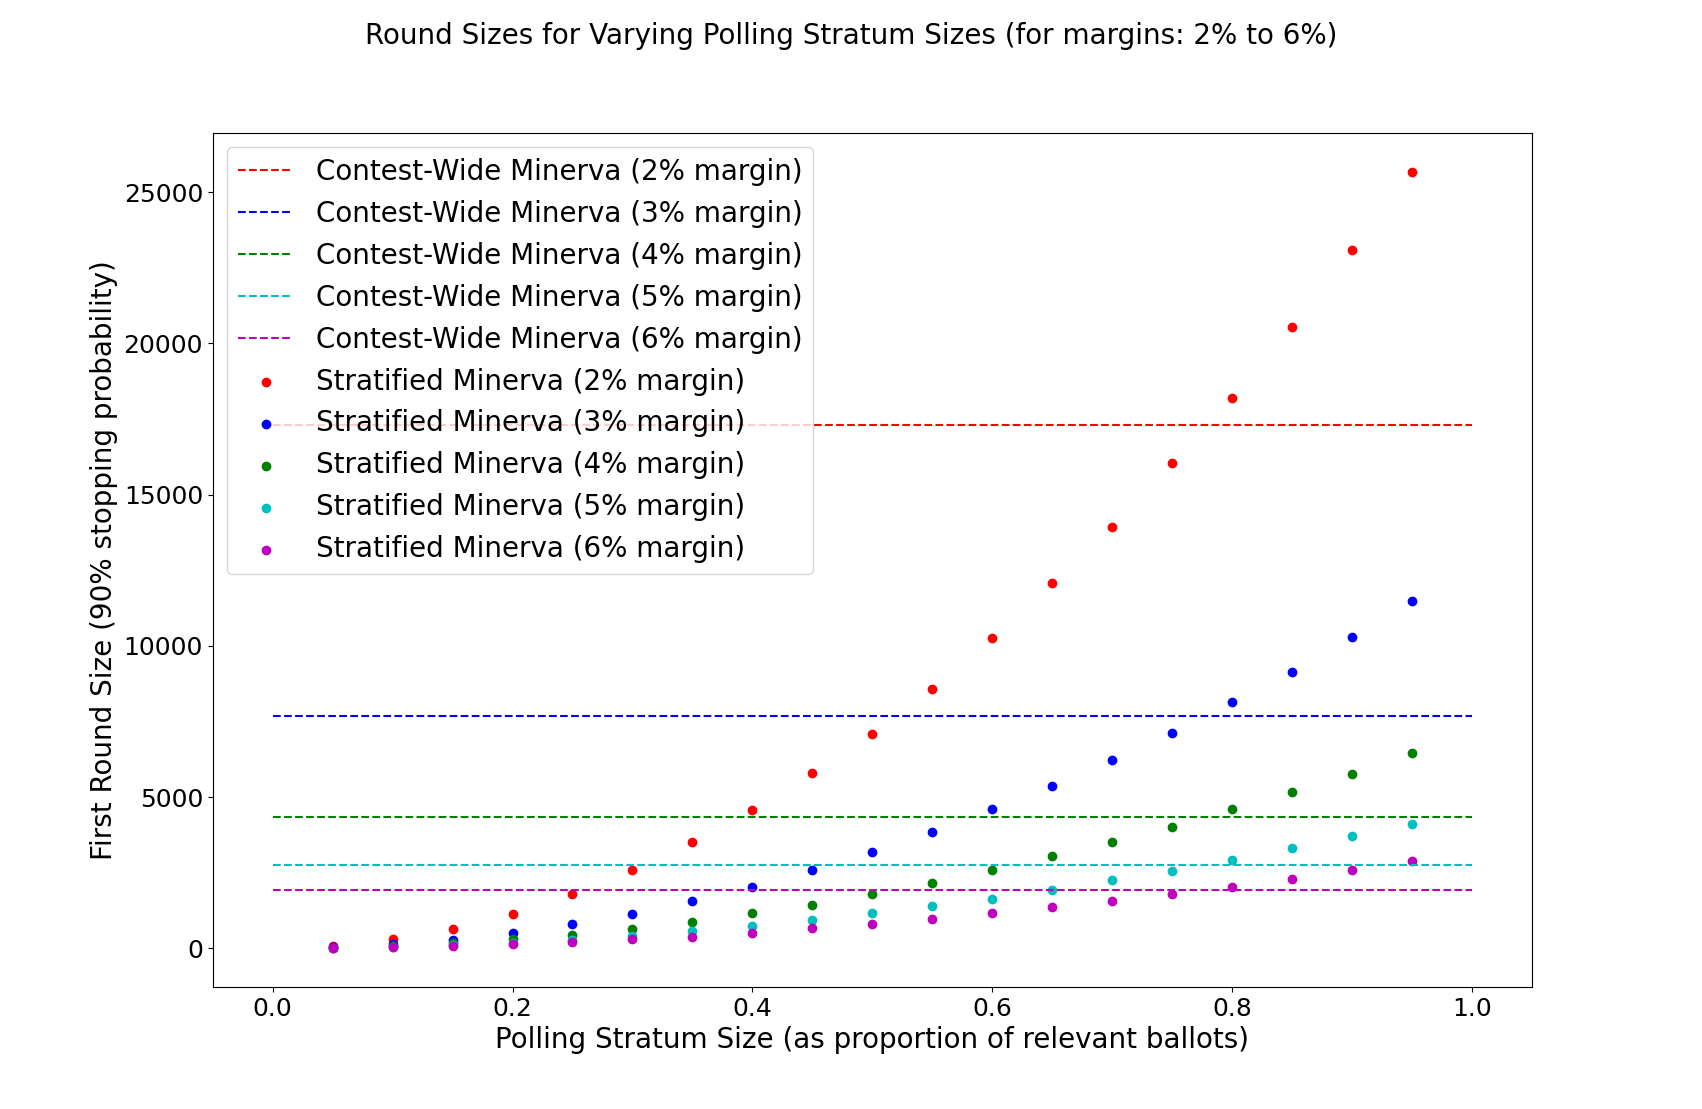 Round Sizes for Varying Polling Stratum Sizes (for margins: 2% to 6%)
First Round Size (90% stopping probability)
25000
20000
15000
10000
5000
0
Contest-Wide Minerva (2% margin)
Contest-Wide Minerva (3% margin)
Contest-Wide Minerva (4% margin)
Contest-Wide Minerva (5% margin)
Contest-Wide Minerva (6% margin)
Stratified Minerva (2% margin)
Stratified Minerva (3% margin)
Stratified Minerva (4% margin)
Stratified Minerva (5% margin)
Stratified Minerva (6% margin)
0.0 0.2 0.4 0.6 0.8 1.0
Polling Stratum Size (as proportion of relevant ballots)